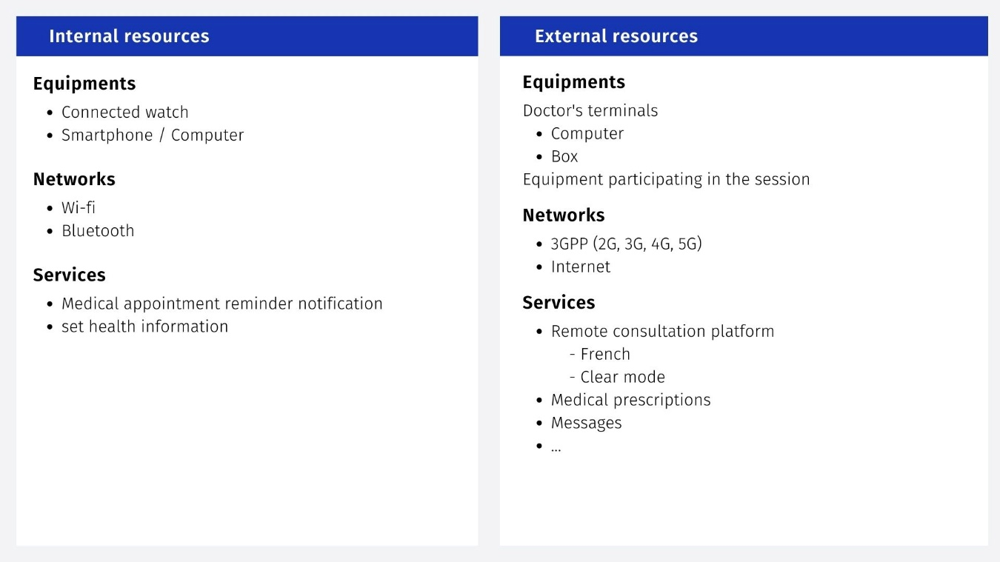 Internal resources
Equipments
• Connected watch
• Smartphone / Computer
Networks
• Wi-fi
• Bluetooth
Services
• Medical appointment reminder notification
• set health information
External resources
Equipments
Doctor's terminals
• Computer
• Box
Equipment participating in the session
Networks
• 3GPP (2G, 3G, 4G, 5G)
• Internet
Services
• Remote consultation platform
- French
- Clear mode
• Medical prescriptions
• Messages
• ...